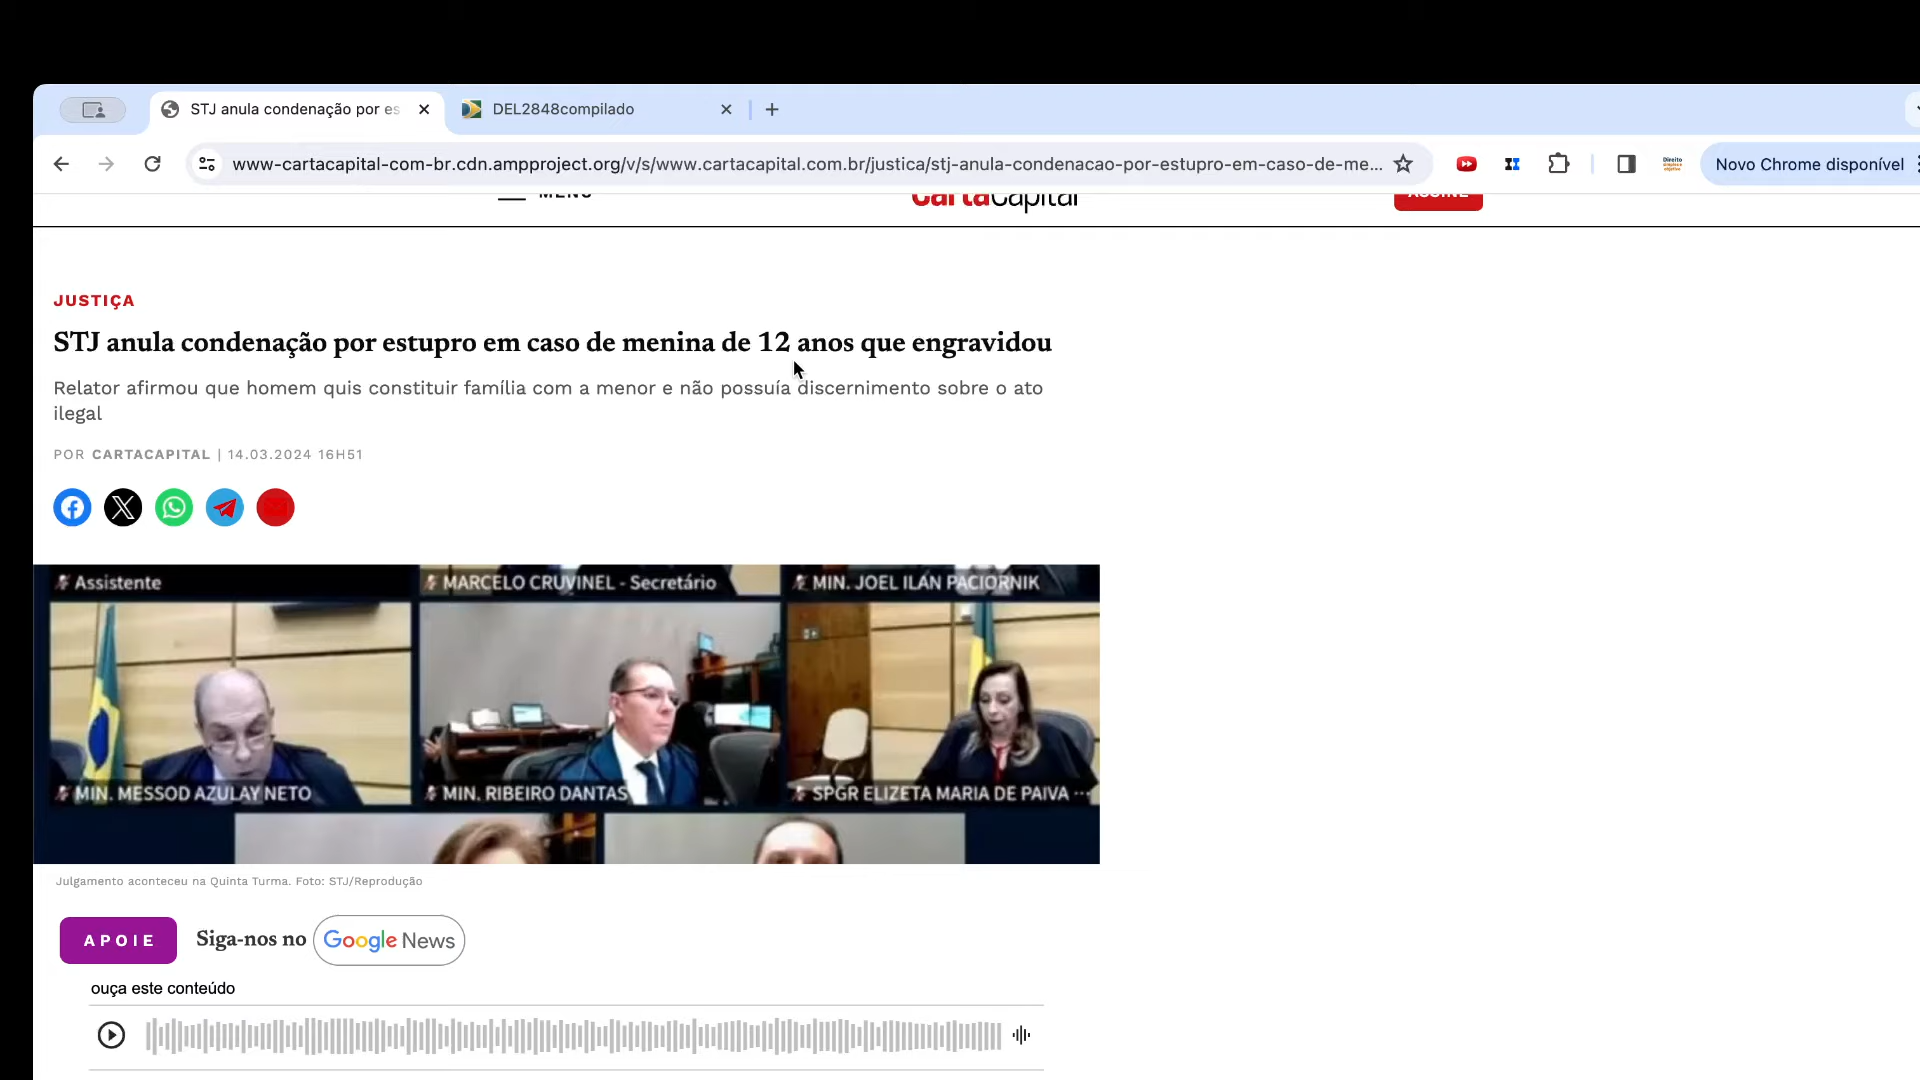 STJ anula condenação por es
DEL2848compilado
www-cartacapital-com-br.cdn.ampproject.org/v/s/www.cartacapital.com.br/justica/stj-anula-condenacao-por-estupro-em-caso-de-me...
Direito
Novo Chrome disponível
MENU
CartaCapital
ASSINE
JUSTIÇA
STJ anula condenação por estupro em caso de menina de 12 anos que engravidou
Relator afirmou que homem quis constituir família com a menor e não possuía discernimento sobre o ato
ilegal
POR CARTACAPITAL | 14.03.2024 16H51
Assistente
MARCELO CRUVINEL - Secretário
MIN. JOEL ILAN PACIORNIK
MIN. MESSOD AZULAY NETO
MIN. RIBEIRO DANTAS
SPGR ELIZETA MARIA DE PAIVA ...
Julgamento aconteceu na Quinta Turma. Foto: STJ/Reprodução
APOIE
Siga-nos no
Google News
ouça este conteúdo